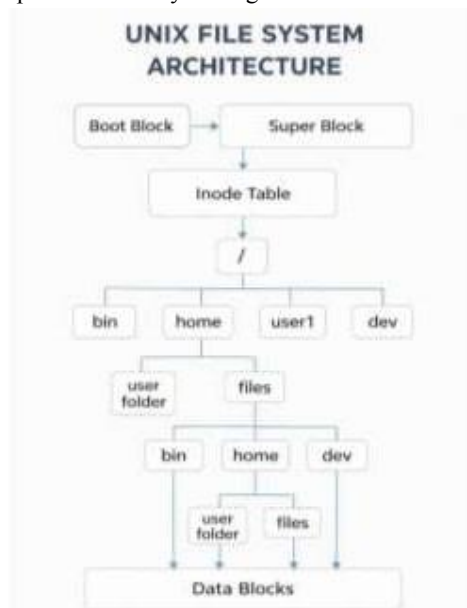 UNIX FILE SYSTEM
ARCHITECTURE
Boot Block
Super Block
Inode Table
/
bin
home
user1
dev
user
folder
files
bin
home
dev
user
folder
files
Data Blocks